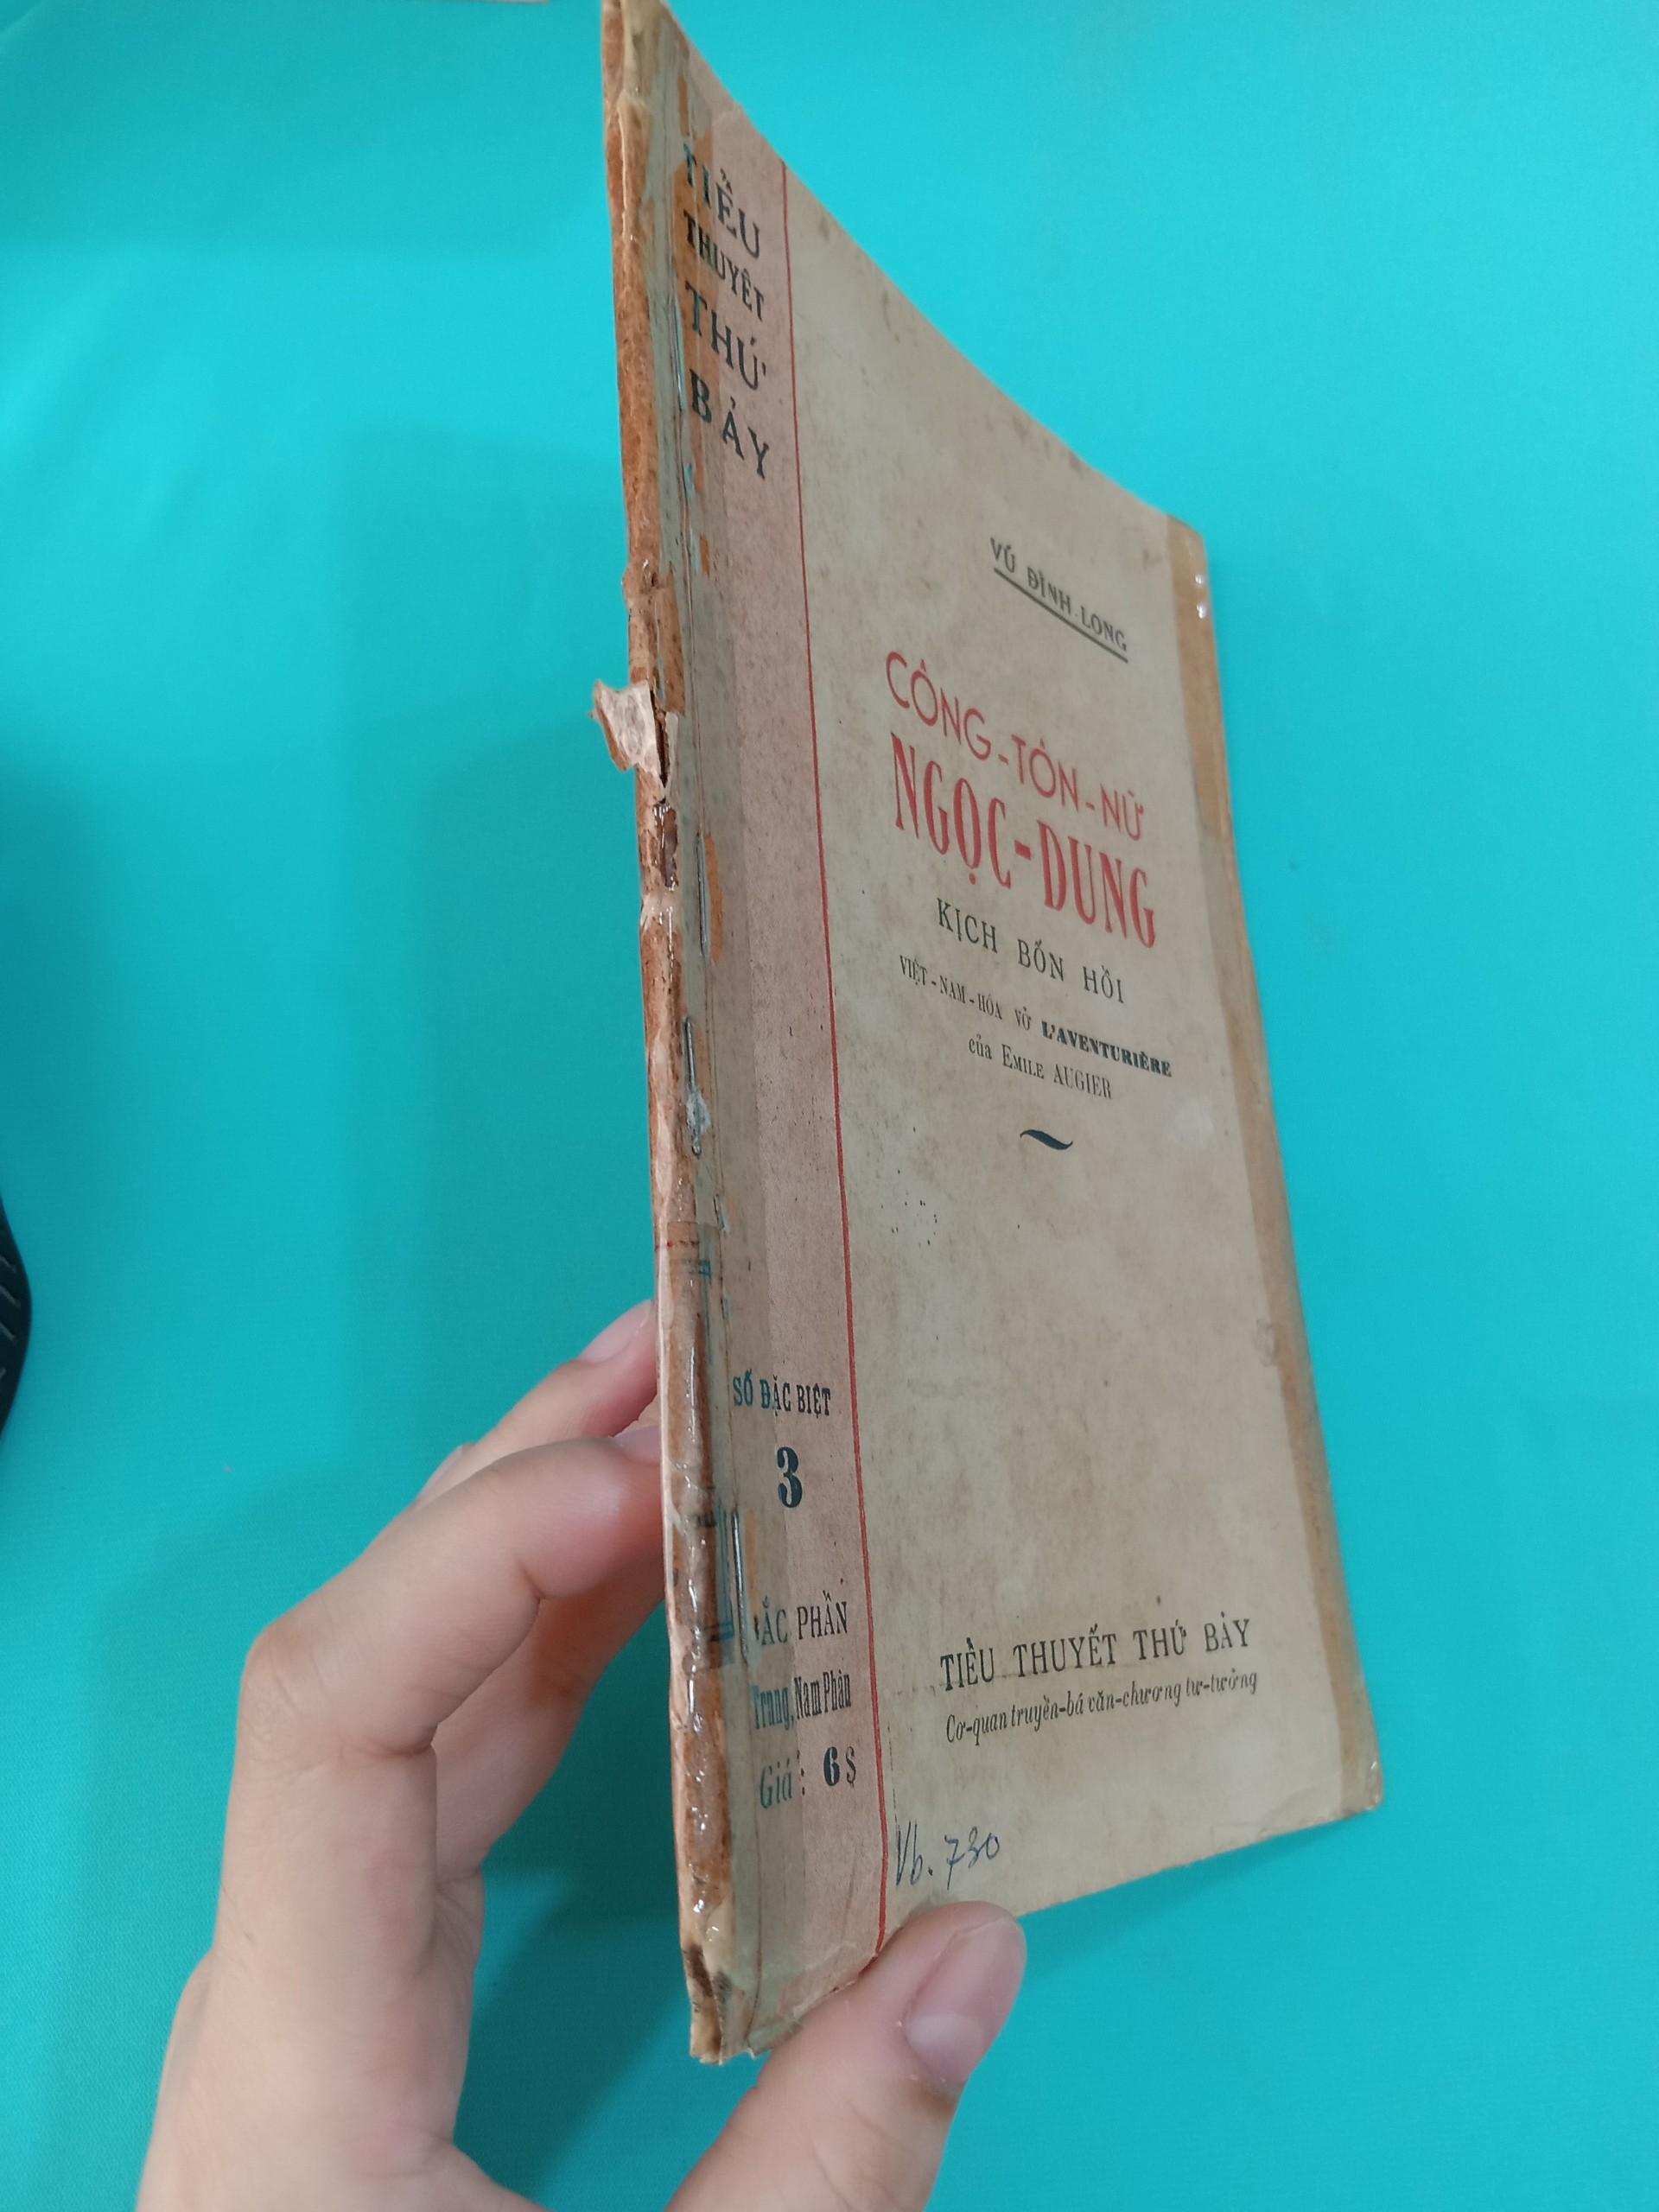 TIỂU
THUYẾT
THỨ
BẢY
VŨ ĐÌNH-LONG
CÔNG-TÔN-NỮ
NGỌC-DUNG
KỊCH BỐN HỒI
VIỆT-NAM-HÓA VỞ L'AVENTURIÈRE
của EMILE AUGIER
SỐ ĐẶC BIỆT
3
BẮC PHẦN
Trang, Nam Phần
Giá: 6$
TIỂU THUYẾT THỨ BẢY
Cơ-quan truyền-bá văn-chương tư-tưởng
Vb. 730